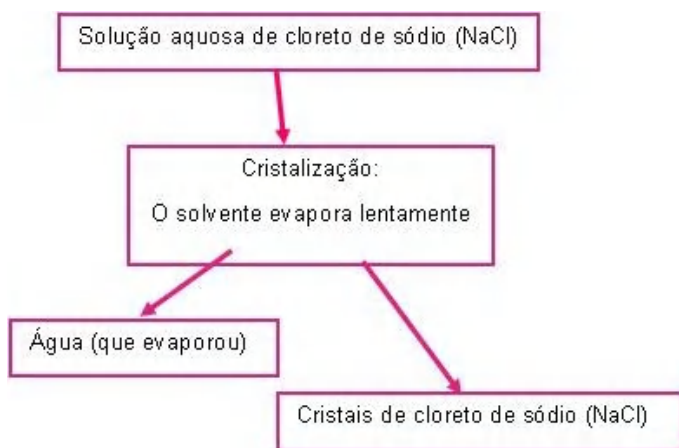 Solução aquosa de cloreto de sódio (NaCl)
Cristalização:
O solvente evapora lentamente
Água (que evaporou)
Cristais de cloreto de sódio (NaCl)